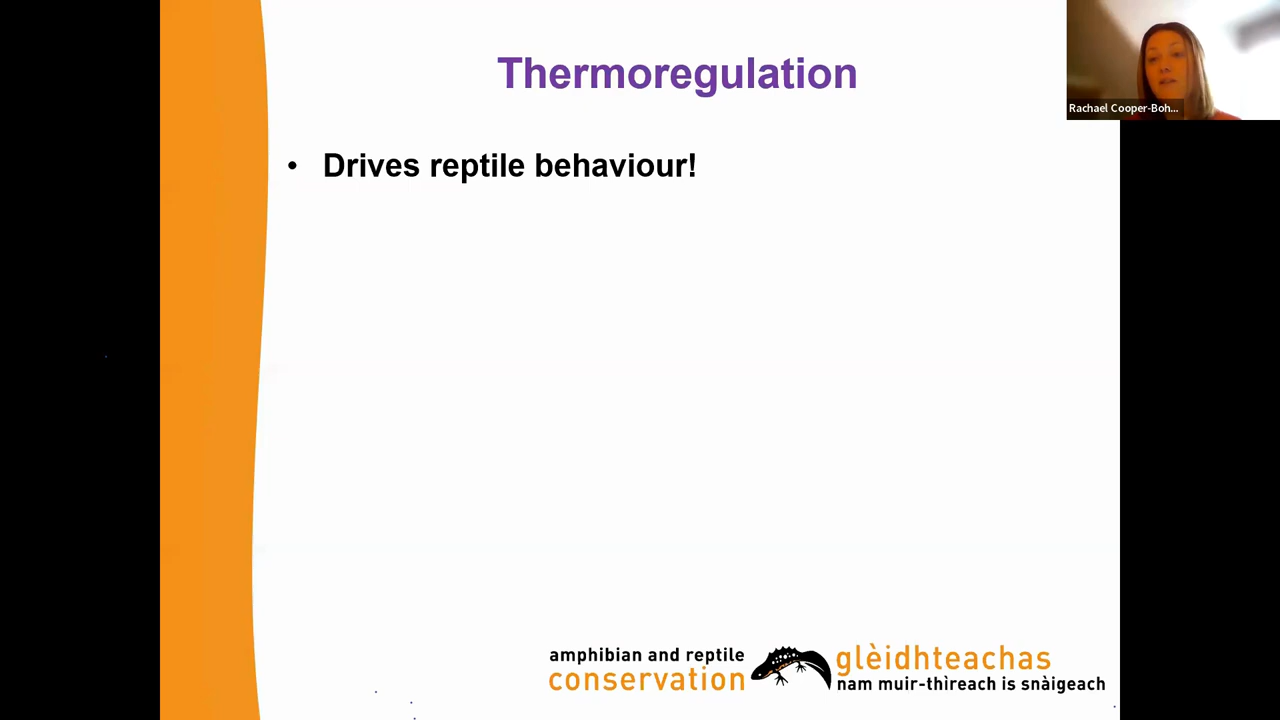 Thermoregulation
Rachael Cooper-Boh...
• Drives reptile behaviour!
amphibian and reptile
conservation
glèidhteachas
nam muir-thìreach is snàigeach